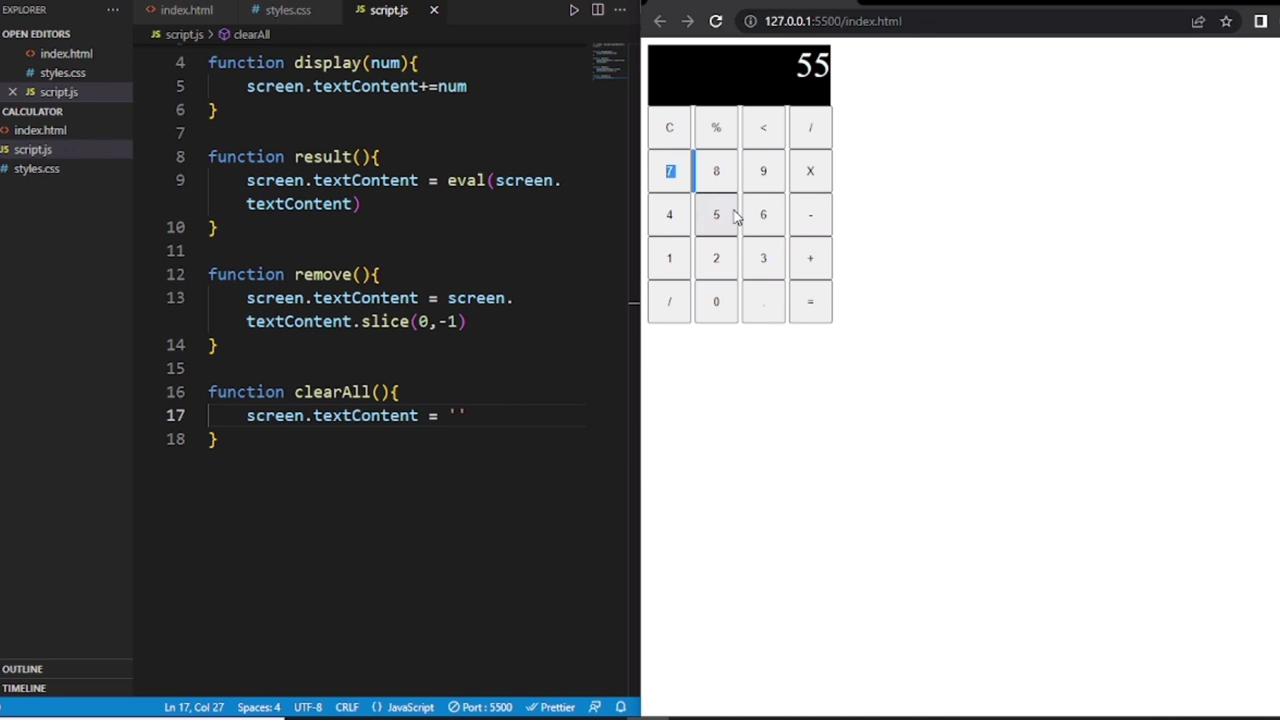 EXPLORER
···
OPEN EDITORS
<> index.html
# styles.css
× JS script.js
CALCULATOR
<> index.html
JS script.js
# styles.css
OUTLINE
TIMELINE
<> index.html
# styles.css
JS script.js ×
JS script.js > clearAll
4 function display(num){
5 screen.textContent+=num
6 }
7
8 function result(){
9 screen.textContent = eval(screen.
textContent)
10 }
11
12 function remove(){
13 screen.textContent = screen.
textContent.slice(0,-1)
14 }
15
16 function clearAll(){
17 screen.textContent = ''
18 }
Ln 17, Col 27 Spaces: 4 UTF-8 CRLF {} JavaScript Port : 5500 Prettier
127.0.0.1:5500/index.html
55
C % < /
7 8 9 X
4 5 6 -
1 2 3 +
/ 0 . =